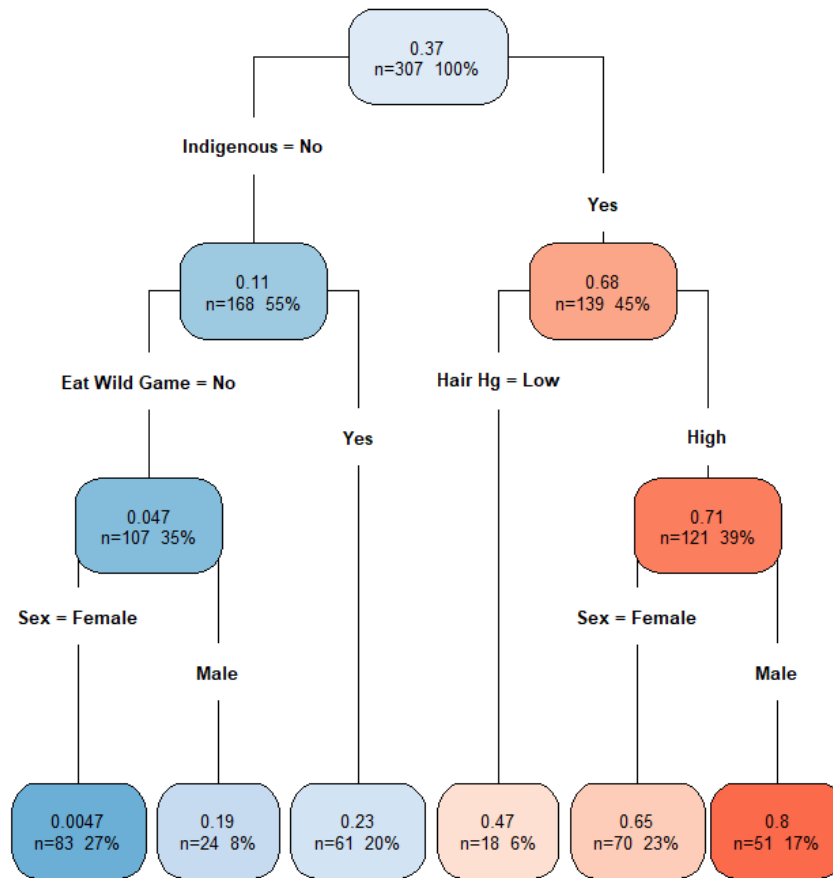 0.37
n=307 100%
Indigenous = No
Yes
0.11
n=168 55%
0.68
n=139 45%
Eat Wild Game = No
Yes
Hair Hg = Low
High
0.047
n=107 35%
0.71
n=121 39%
Sex = Female
Male
Sex = Female
Male
0.0047
n=83 27%
0.19
n=24 8%
0.23
n=61 20%
0.47
n=18 6%
0.65
n=70 23%
0.8
n=51 17%